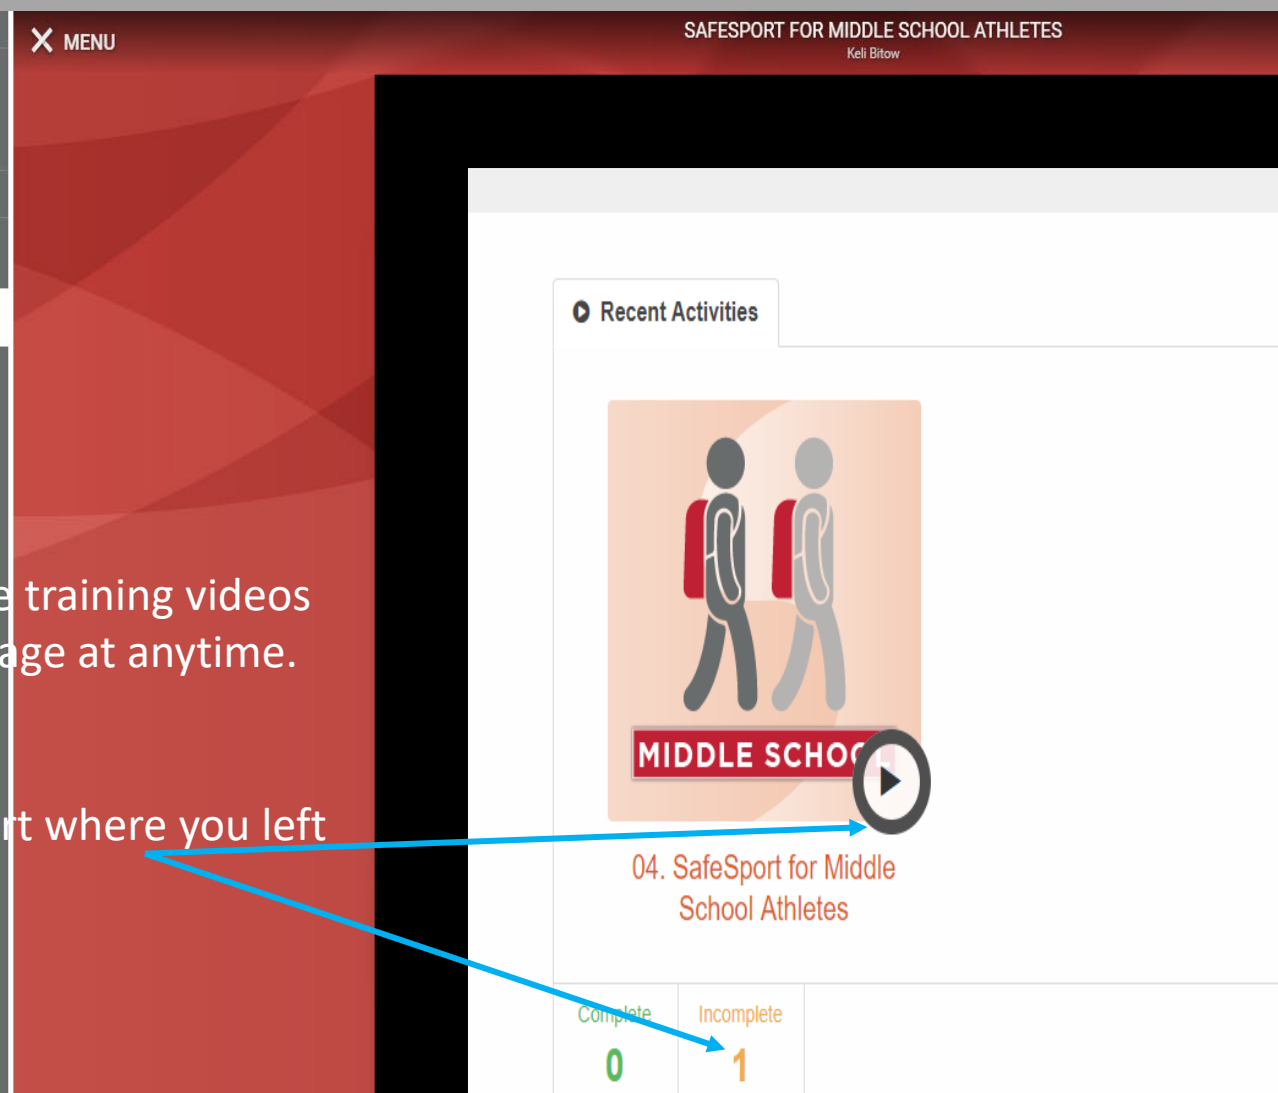 MENU
SAFESPORT FOR MIDDLE SCHOOL ATHLETES
Keli Bitow
Recent Activities
MIDDLE SCHOOL
04. SafeSport for Middle
School Athletes
e training videos
age at anytime.
rt where you left
Complete
Incomplete
0
1